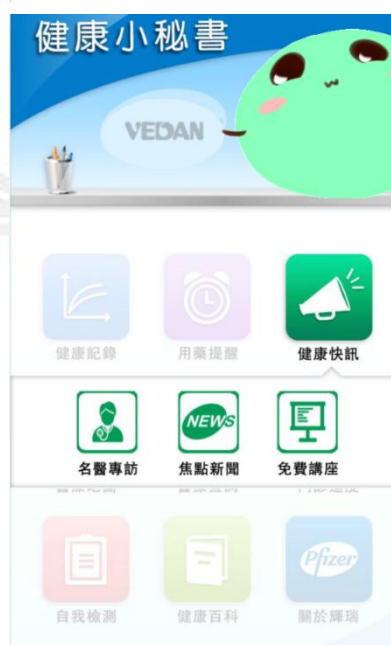 健康小秘書
VEDAN
健康記錄 用藥提醒 健康快訊
NEWS
名醫專訪 焦點新聞 免費講座
Pfizer
自我檢測 健康百科 關於輝瑞